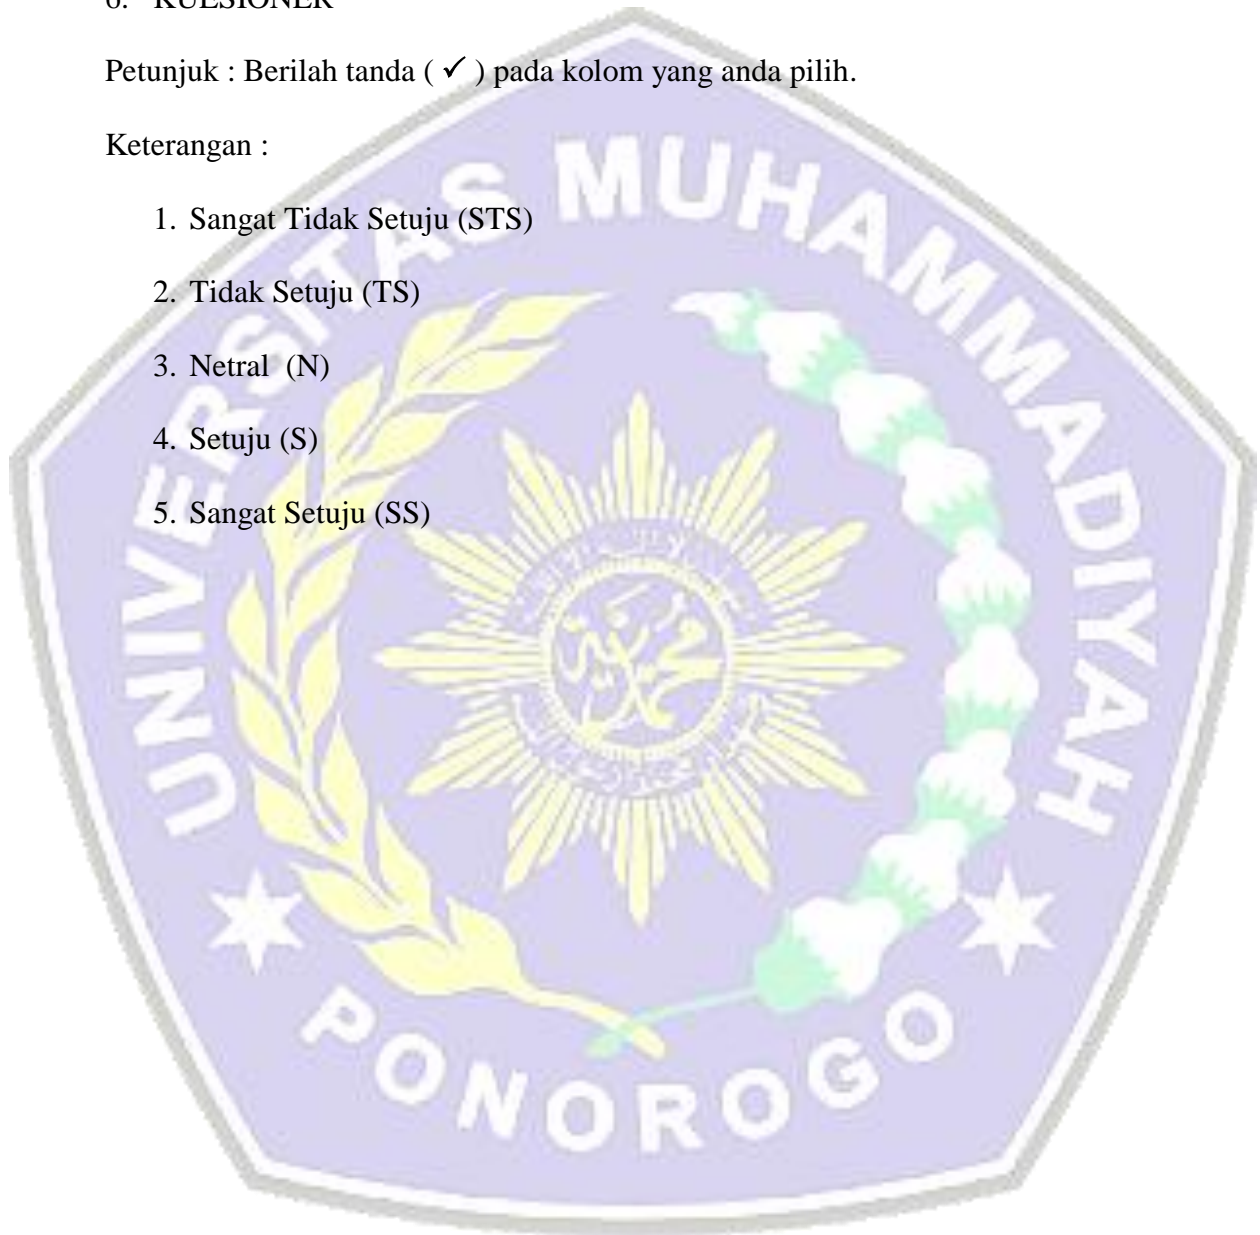 6. KUESIONER
Petunjuk : Berilah tanda ( ✓ ) pada kolom yang anda pilih.
Keterangan :
1. Sangat Tidak Setuju (STS)
2. Tidak Setuju (TS)
3. Netral (N)
4. Setuju (S)
5. Sangat Setuju (SS)
UNIVERSITAS MUHAMMADIYAH
PONOROGO